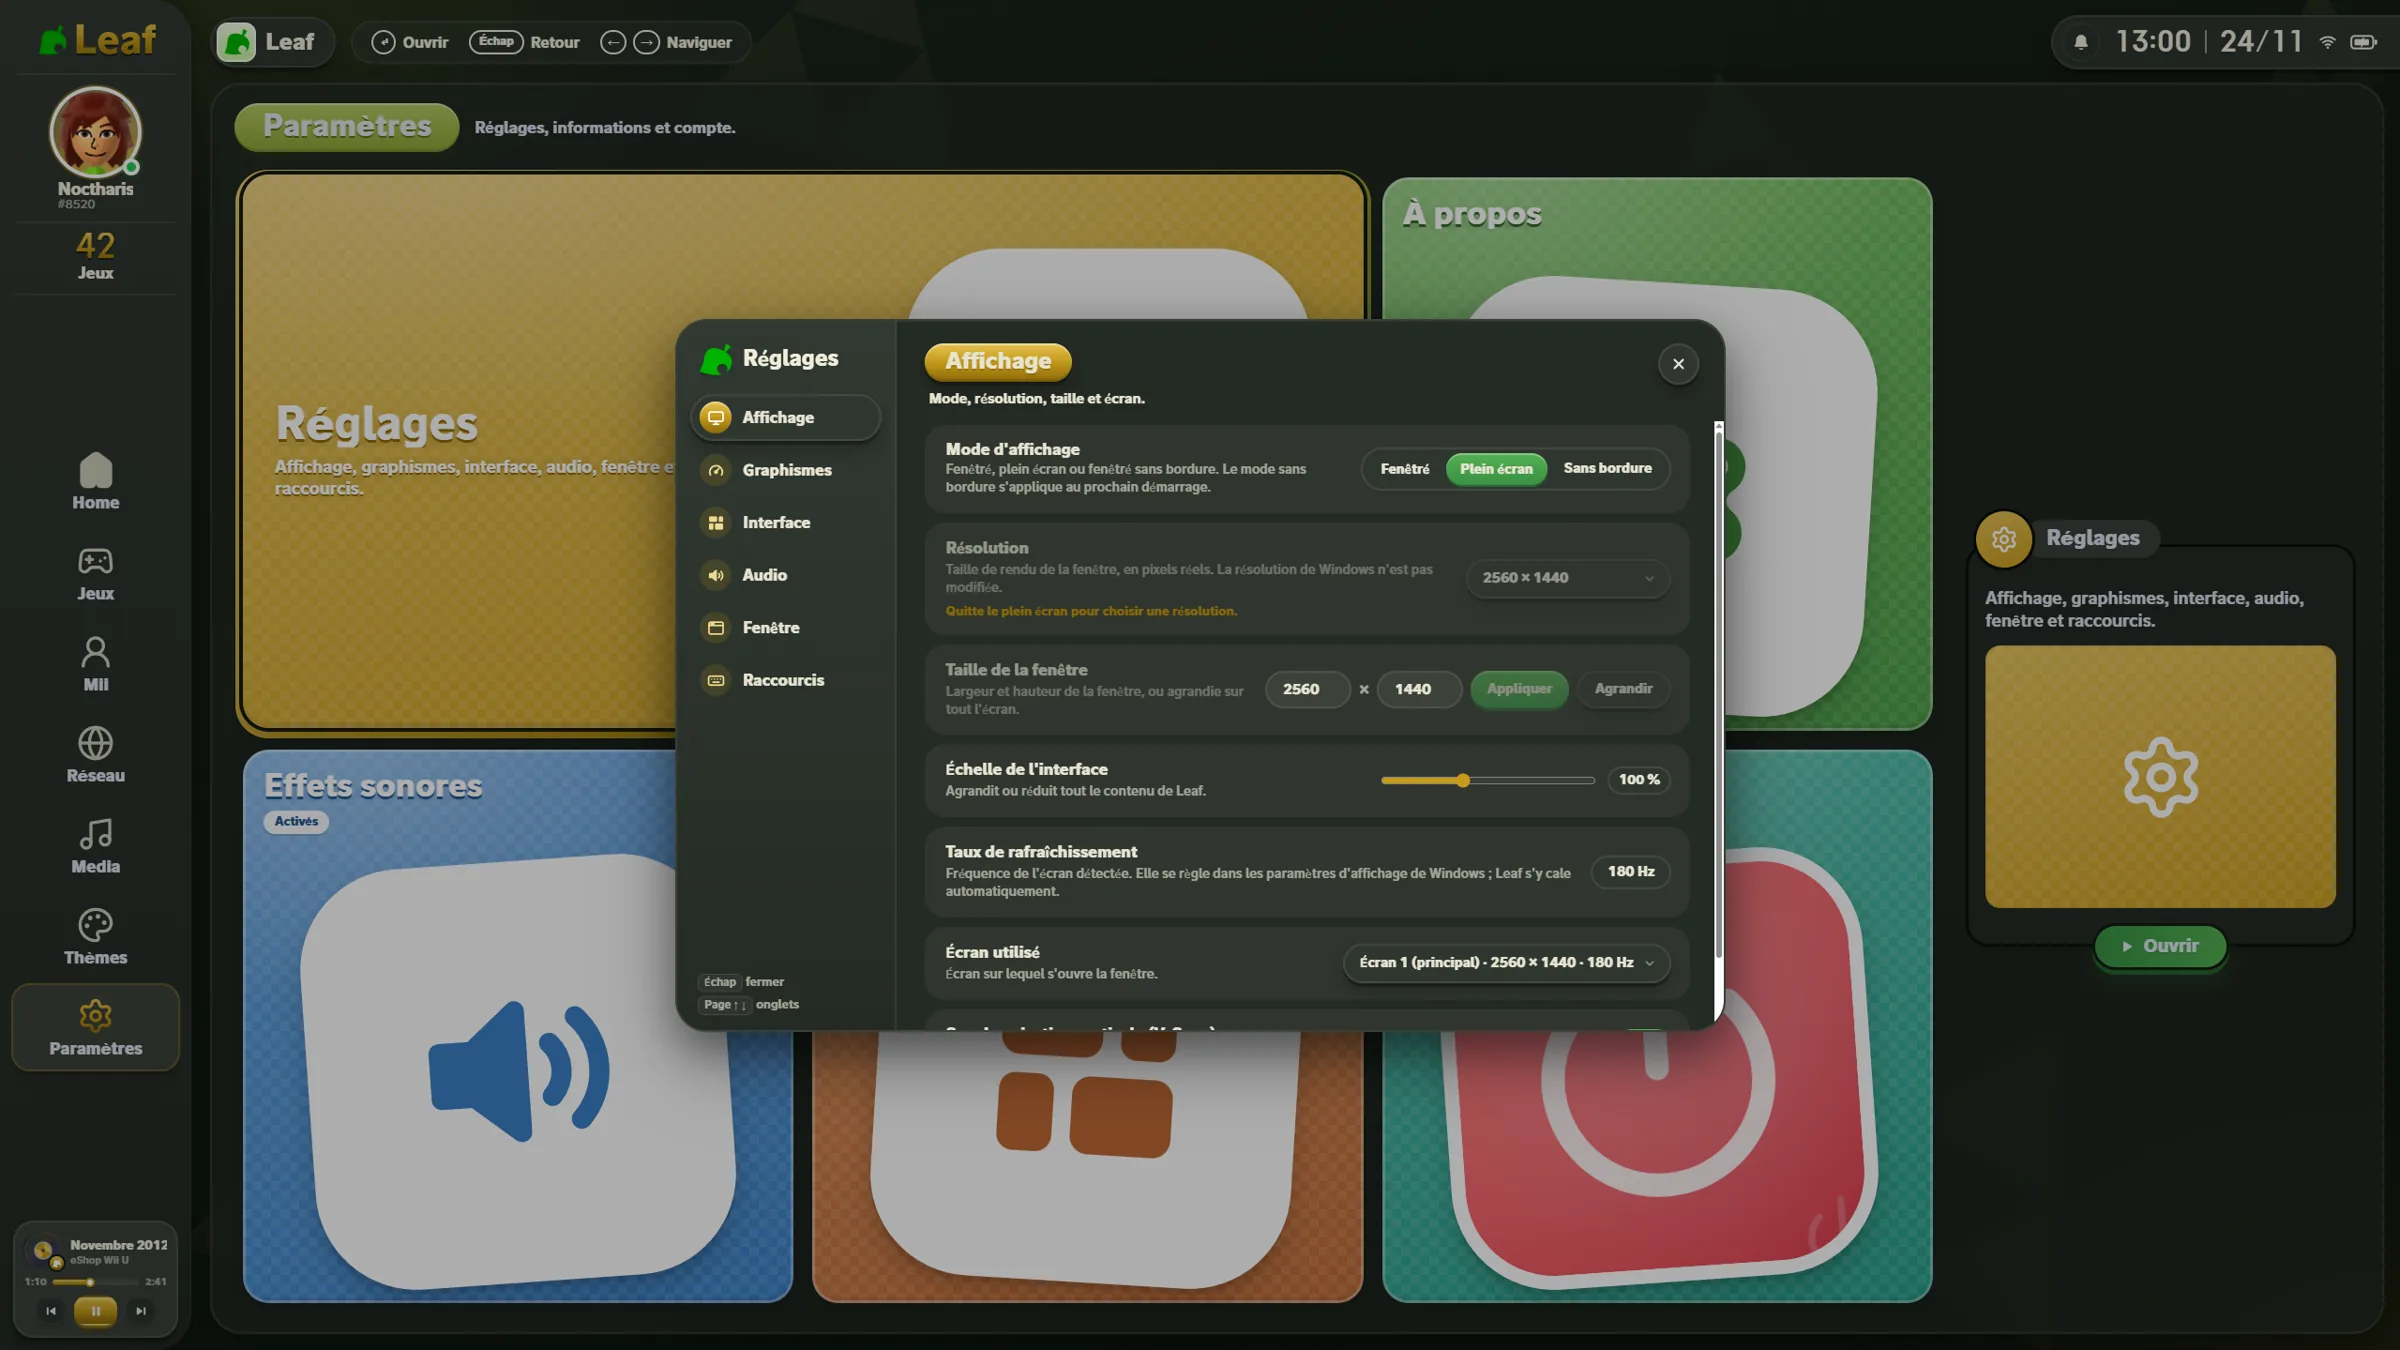 Leaf
Noctharis
#8520
42
Jeux
Home
Jeux
Mii
Réseau
Media
Thèmes
Paramètres
Novembre 2012
eShop Wii U
1:10
2:41
Leaf
Ouvrir
Échap Retour
Naviguer
13:00 | 24/11
Paramètres
Réglages, informations et compte.
Réglages
Affichage, graphismes, interface, audio, fenêtre et
raccourcis.
À propos
Effets sonores
Activés
Réglages
Affichage
Graphismes
Interface
Audio
Fenêtre
Raccourcis
Échap fermer
Page ↑↓ onglets
Affichage
Mode, résolution, taille et écran.
Mode d'affichage
Fenêtré, plein écran ou fenêtré sans bordure. Le mode sans
bordure s'applique au prochain démarrage.
Fenêtré
Plein écran
Sans bordure
Résolution
Taille de rendu de la fenêtre, en pixels réels. La résolution de Windows n'est pas
modifiée.
Quitte le plein écran pour choisir une résolution.
2560 × 1440
Taille de la fenêtre
Largeur et hauteur de la fenêtre, ou agrandie sur
tout l'écran.
2560 × 1440
Appliquer
Agrandir
Échelle de l'interface
Agrandit ou réduit tout le contenu de Leaf.
100 %
Taux de rafraîchissement
Fréquence de l'écran détectée. Elle se règle dans les paramètres d'affichage de Windows ; Leaf s'y cale
automatiquement.
180 Hz
Écran utilisé
Écran sur lequel s'ouvre la fenêtre.
Écran 1 (principal) · 2560 × 1440 · 180 Hz
Réglages
Affichage, graphismes, interface, audio,
fenêtre et raccourcis.
Ouvrir